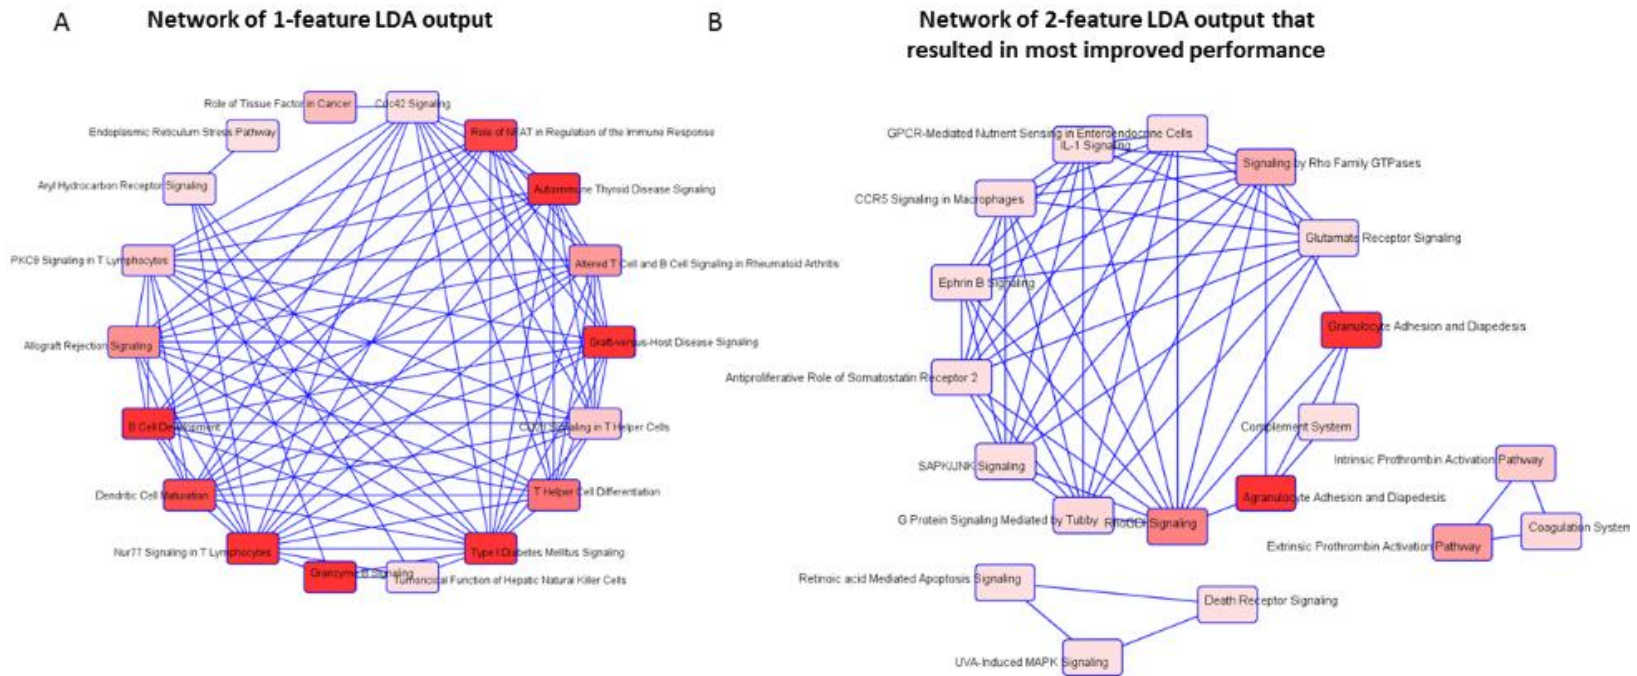 A
Network of 1-feature LDA output
Role of Tissue Factor in Cancer
Cdc42 Signaling
Endoplasmic Reticulum Stress Pathway
Role of NFAT in Regulation of the Immune Response
Aryl Hydrocarbon Receptor Signaling
Autoimmune Thyroid Disease Signaling
PKCθ Signaling in T Lymphocytes
Altered T Cell and B Cell Signaling in Rheumatoid Arthritis
Allograft Rejection Signaling
Graft-versus-Host Disease Signaling
B Cell Development
Signaling in T Helper Cells
Dendritic Cell Maturation
T Helper Cell Differentiation
Nur77 Signaling in T Lymphocytes
Type I Diabetes Mellitus Signaling
Granzyme B Signaling
Tumoricidal Function of Hepatic Natural Killer Cells
B
Network of 2-feature LDA output that
resulted in most improved performance
GPCR-Mediated Nutrient Sensing in Enteroendocrine Cells
IL-1 Signaling
Signaling by Rho Family GTPases
CCR5 Signaling in Macrophages
Glutamate Receptor Signaling
Ephrin B Signaling
Granulocyte Adhesion and Diapedesis
Antiproliferative Role of Somatostatin Receptor 2
Complement System
SAPK/JNK Signaling
Intrinsic Prothrombin Activation Pathway
Agranulocyte Adhesion and Diapedesis
G Protein Signaling Mediated by Tubby
RhoGDI Signaling
Coagulation System
Extrinsic Prothrombin Activation Pathway
Retinoic acid Mediated Apoptosis Signaling
Death Receptor Signaling
UVA-Induced MAPK Signaling